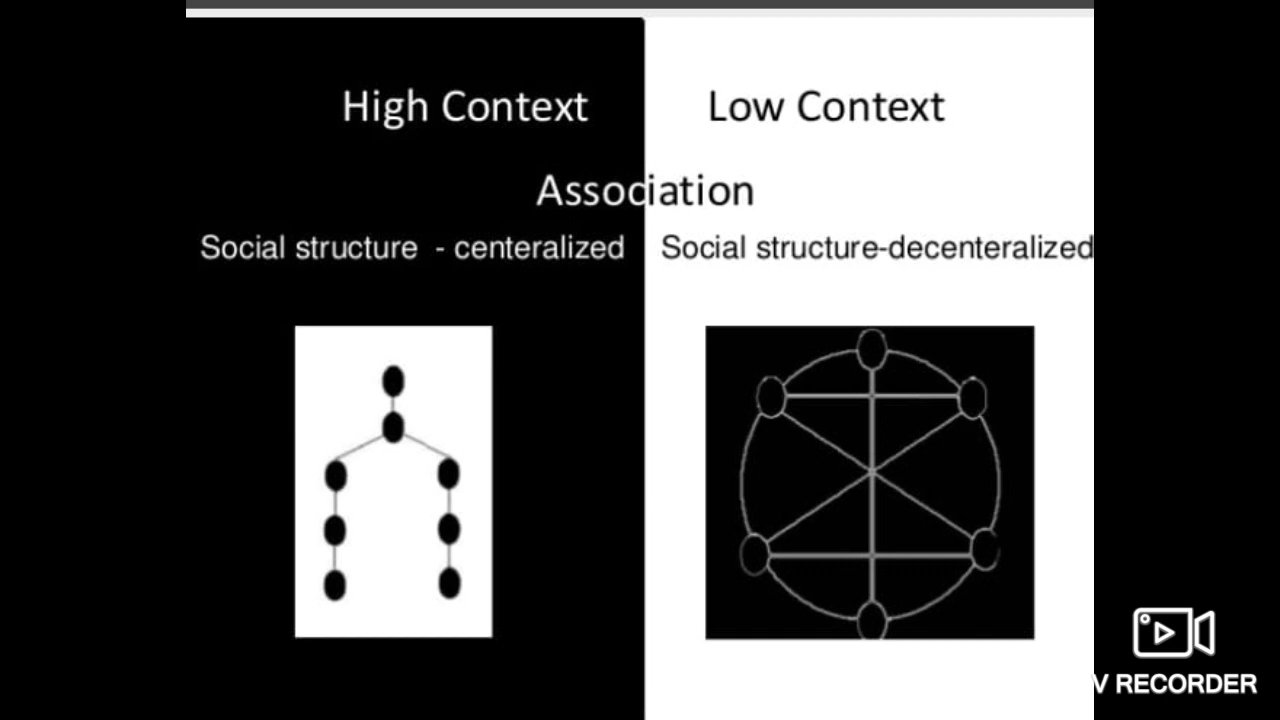 High Context
Low Context
Association
Social structure - centeralized
Social structure-decenteralized
V RECORDER